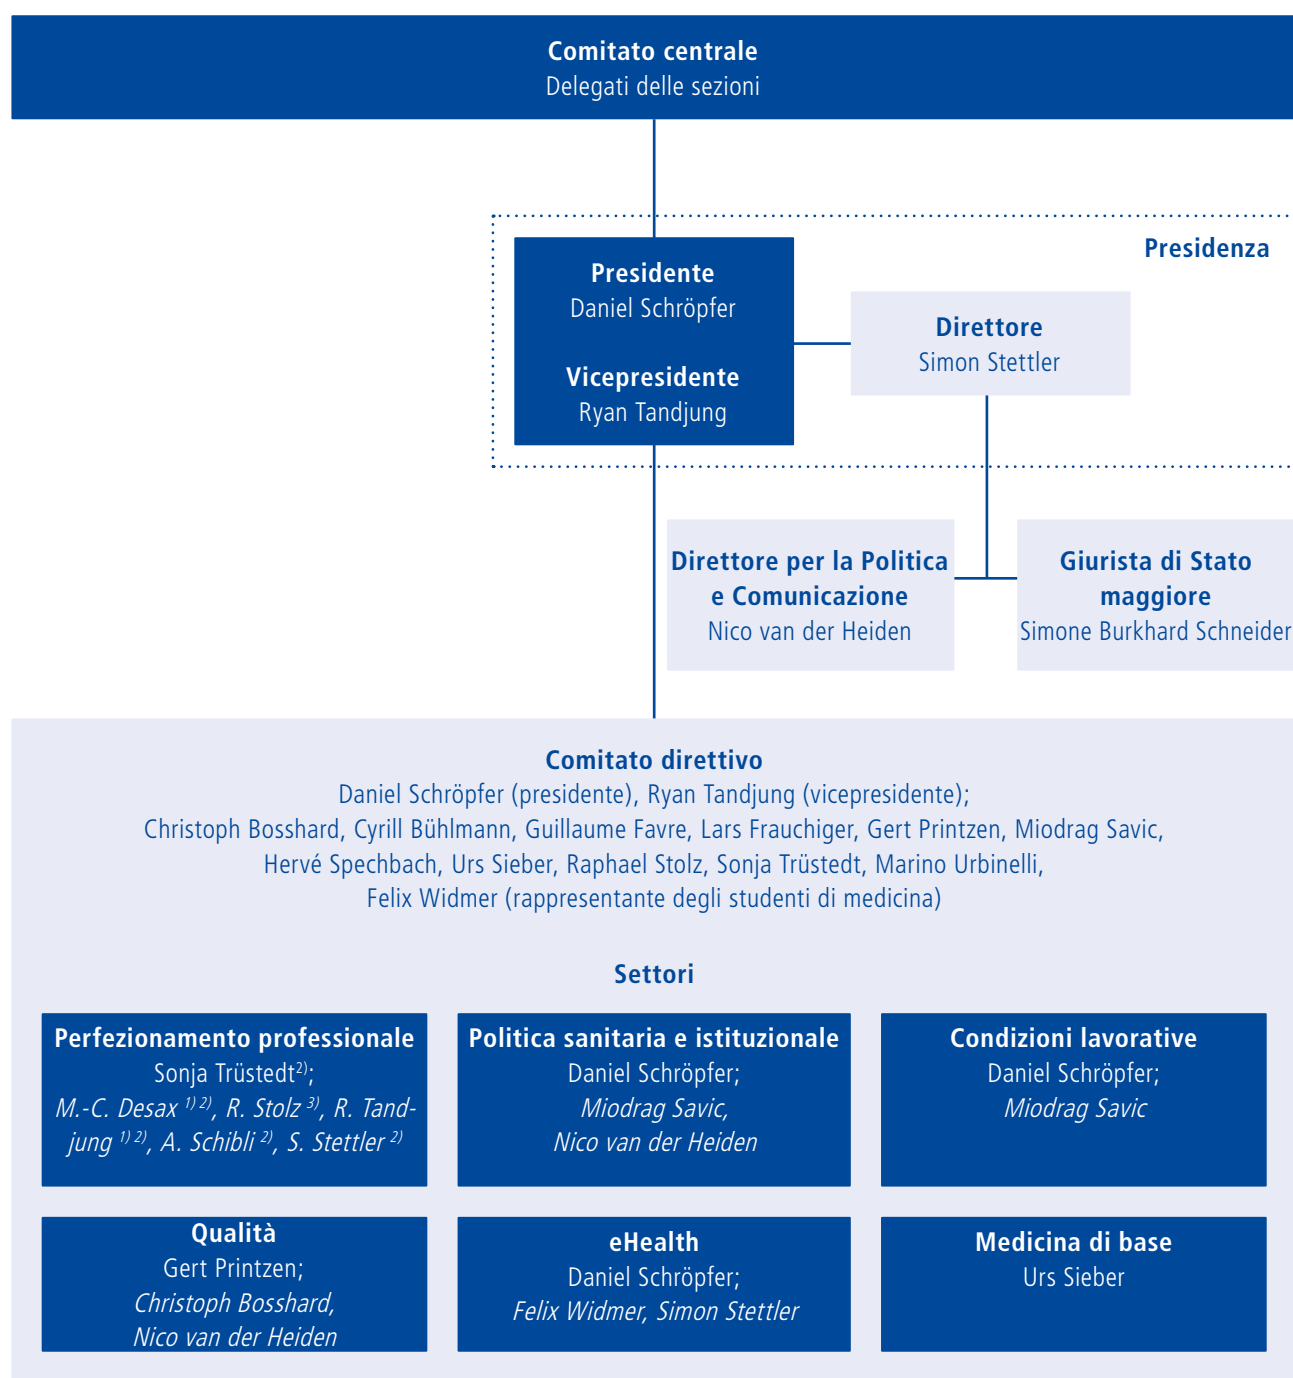 Comitato centrale
Delegati delle sezioni
Presidenza
Presidente
Daniel Schröpfer
Vicepresidente
Ryan Tandjung
Direttore
Simon Stettler
Direttore per la Politica
e Comunicazione
Nico van der Heiden
Giurista di Stato
maggiore
Simone Burkhard Schneider
Comitato direttivo
Daniel Schröpfer (presidente), Ryan Tandjung (vicepresidente);
Christoph Bosshard, Cyrill Bühlmann, Guillaume Favre, Lars Frauchiger, Gert Printzen, Miodrag Savic,
Hervé Spechbach, Urs Sieber, Raphael Stolz, Sonja Trüstedt, Marino Urbinelli,
Felix Widmer (rappresentante degli studenti di medicina)
Settori
Perfezionamento professionale
Sonja Trüstedt2);
M.-C. Desax 1) 2), R. Stolz 3), R. Tand-
jung 1) 2), A. Schibli 2), S. Stettler 2)
Politica sanitaria e istituzionale
Daniel Schröpfer;
Miodrag Savic,
Nico van der Heiden
Condizioni lavorative
Daniel Schröpfer;
Miodrag Savic
Qualità
Gert Printzen;
Christoph Bosshard,
Nico van der Heiden
eHealth
Daniel Schröpfer;
Felix Widmer, Simon Stettler
Medicina di base
Urs Sieber